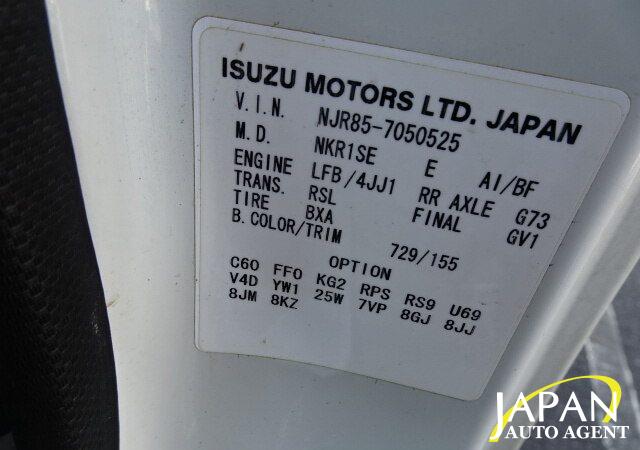 ISUZU MOTORS LTD. JAPAN
V.I.N. NJR85-7050525
M.D. NKR1SE E AI/BF
ENGINE LFB/4JJ1 RR AXLE G73
TRANS. RSL FINAL GV1
TIRE BXA
B.COLOR/TRIM 729/155
OPTION
C60 FF0 KG2 RPS RS9 U69
V4D YW1 25W 7VP 8GJ 8JJ
8JM 8KZ
JAPAN
AUTO AGENT